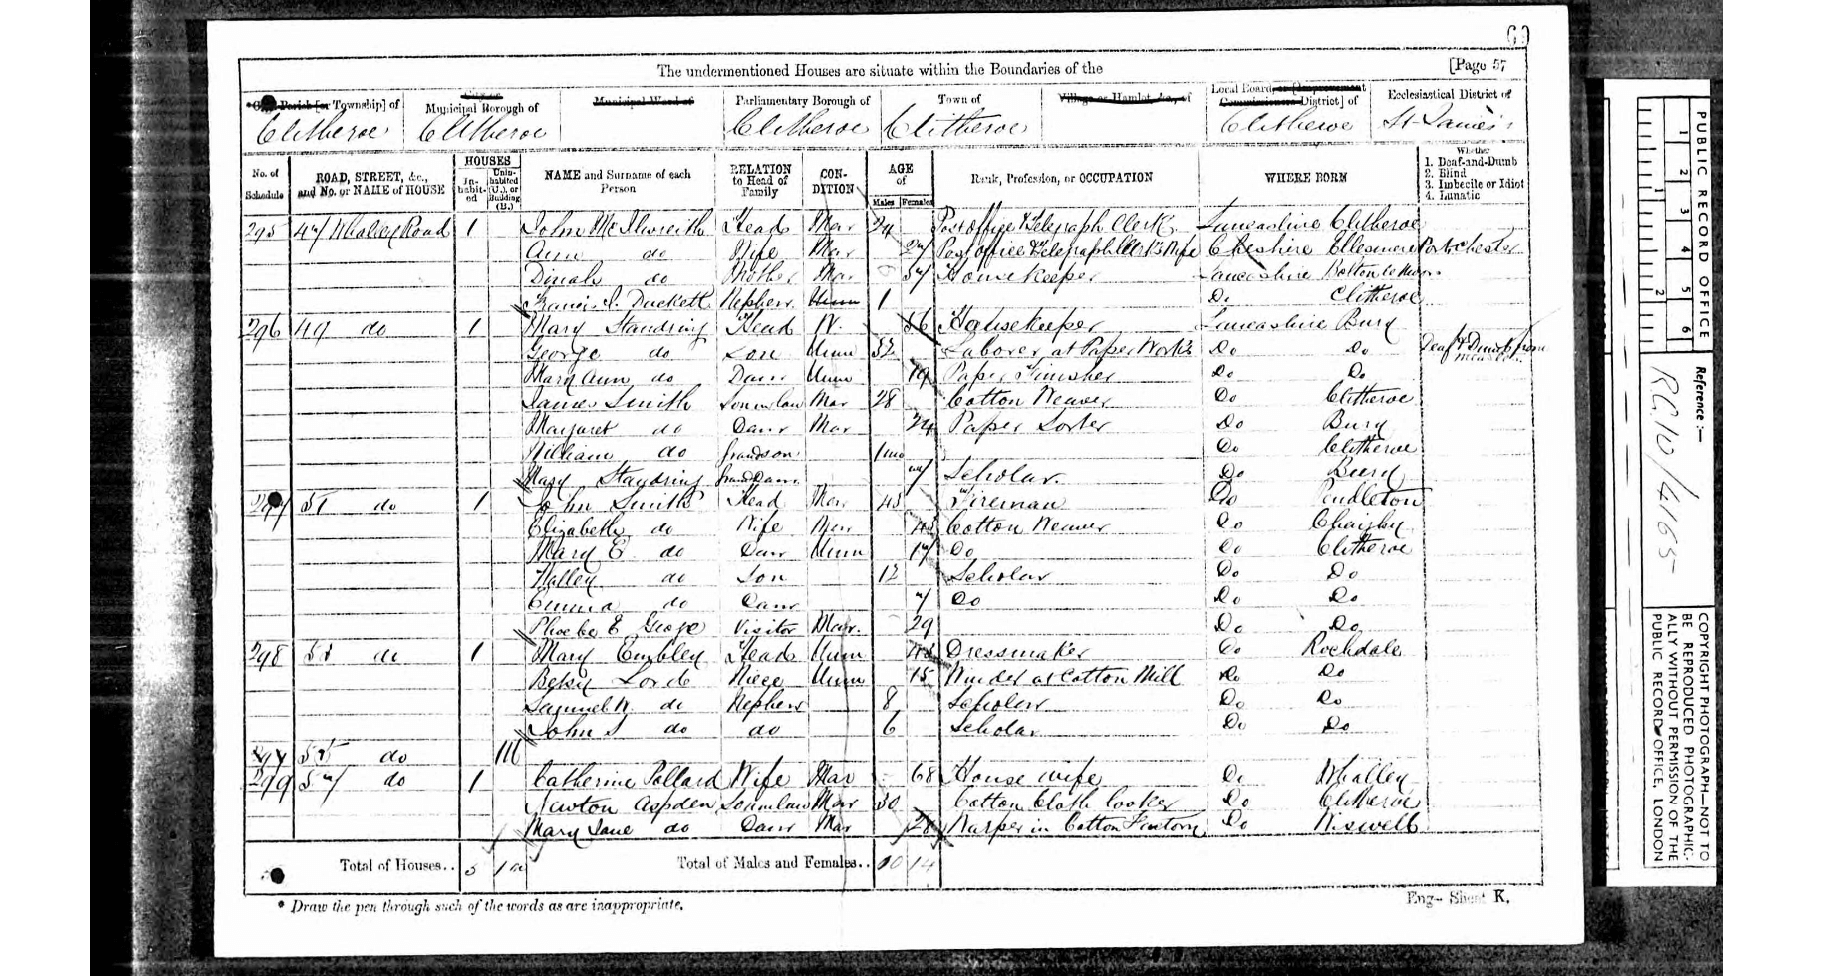 The undermentioned Houses are situate within the Boundaries of the
[Page 57
Parish [or Township] of
City or Municipal Borough of
Municipal Ward of
Parliamentary Borough of
Town of
Village or Hamlet, &c., of
Local Board, or [Improvement Commissioners District] of
Ecclesiastical District of
Clitheroe Clitheroe Clitheroe Clitheroe Clitheroe St James's
No. of Schedule
ROAD, STREET, &c., and No. or NAME of HOUSE
HOUSES
Inhabited
Uninhabited (U.), or Building (B.)
NAME and Surname of each Person
RELATION to Head of Family
CONDITION
AGE of
Males Females
Rank, Profession, or OCCUPATION
WHERE BORN
Whether
1. Deaf-and-Dumb
2. Blind
3. Imbecile or Idiot
4. Lunatic
295 47 Whalley Road 1 John McIlwreith Head Mar 24 Post office & Telegraph Clerk Lancashire Clitheroe
Ann do Wife Mar 27 Post office & Telegraph Clerk's Wife Cheshire Ellesmere Port Chester
Dinah do Mother Mar 57 Homekeeper Lancashire Bolton le Moors
Duckett Nephew Unm 1 Do Clitheroe
296 49 do 1 Mary Standring Head W. 56 Housekeeper Lancashire Bury
George do Son Unm 32 Laborer at Paper Works Do Do Deaf & Dumb from
Mary Ann do Daur Unm 19 Paper Finisher Do Do
James Smith Son in law Mar 28 Cotton Weaver Do Clitheroe
Margaret do Daur Mar 24 Paper Sorter Do Bury
William do Grandson 1 mo Do Clitheroe
Mary Standring Grand Daur 7 Scholar Do Bury
297 51 do 1 John Smith Head Mar 43 Fireman Do Pendleton
Elizabeth do Wife Mar Cotton Weaver Do
Mary E. do Daur Unm 17 Do Do Clitheroe
do Son 12 Scholar Do Do
Emma do Daur 7 Do Do Do
Phoebe E Visitor Mar. 29 Do Do
298 53 do 1 Mary Embley Head Unm Dressmaker Do Rochdale
Betsy Lord Niece Unm 15 Winder at Cotton Mill Do Do
Samuel W. do Nephew 8 Scholar Do Do
John S do do 6 Scholar Do Do
55 do 1U
299 57 do 1 Catherine Pollard Wife Mar 68 House wife Do Whalley
Newton Aspden Son in law Mar 30 Cotton Cloth looker Do Clitheroe
Mary Jane do Daur Mar 28 Warper in Cotton Factory Do Wiswell
Total of Houses.. 5 1U
Total of Males and Females.. 10 14
* Draw the pen through such of the words as are inappropriate.
Eng— Sheet K.
PUBLIC RECORD OFFICE
1 2 3 4 5 6
1 2
Reference :—
RG 10/4165
COPYRIGHT PHOTOGRAPH—NOT TO
BE REPRODUCED PHOTOGRAPHIC-
ALLY WITHOUT PERMISSION OF THE
PUBLIC RECORD OFFICE, LONDON